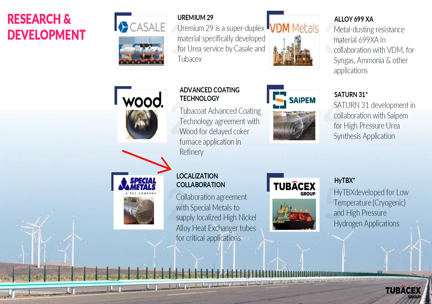 RESEARCH &
DEVELOPMENT
CASALE
UREMIUM 29
Uremium 29 is a super-duplex
material specifically developed
for Urea service by Casale and
Tubacex
VDM Metals
ALLOY 699 XA
Metal-dusting resistance
material 699XA in
collaboration with VDM, for
Syngas, Ammonia & other
applications
wood.
ADVANCED COATING
TECHNOLOGY
Tubacoat Advanced Coating
Technology agreement with
Wood for delayed coker
furnace application in
Refinery
SAIPEM
SATURN 31®
SATURN 31 development in
collaboration with Saipem
for High Pressure Urea
Synthesis Application
SPECIAL
METALS
A PCC COMPANY
LOCALIZATION
COLLABORATION
Collaboration agreement
with Special Metals to
supply localized High Nickel
Alloy Heat Exchanger tubes
for critical applications
TUBACEX
GROUP
HyTBX®
HyTBXdeveloped for Low
Temperature (Cryogenic)
and High Pressure
Hydrogen Applications
TUBACEX
GROUP